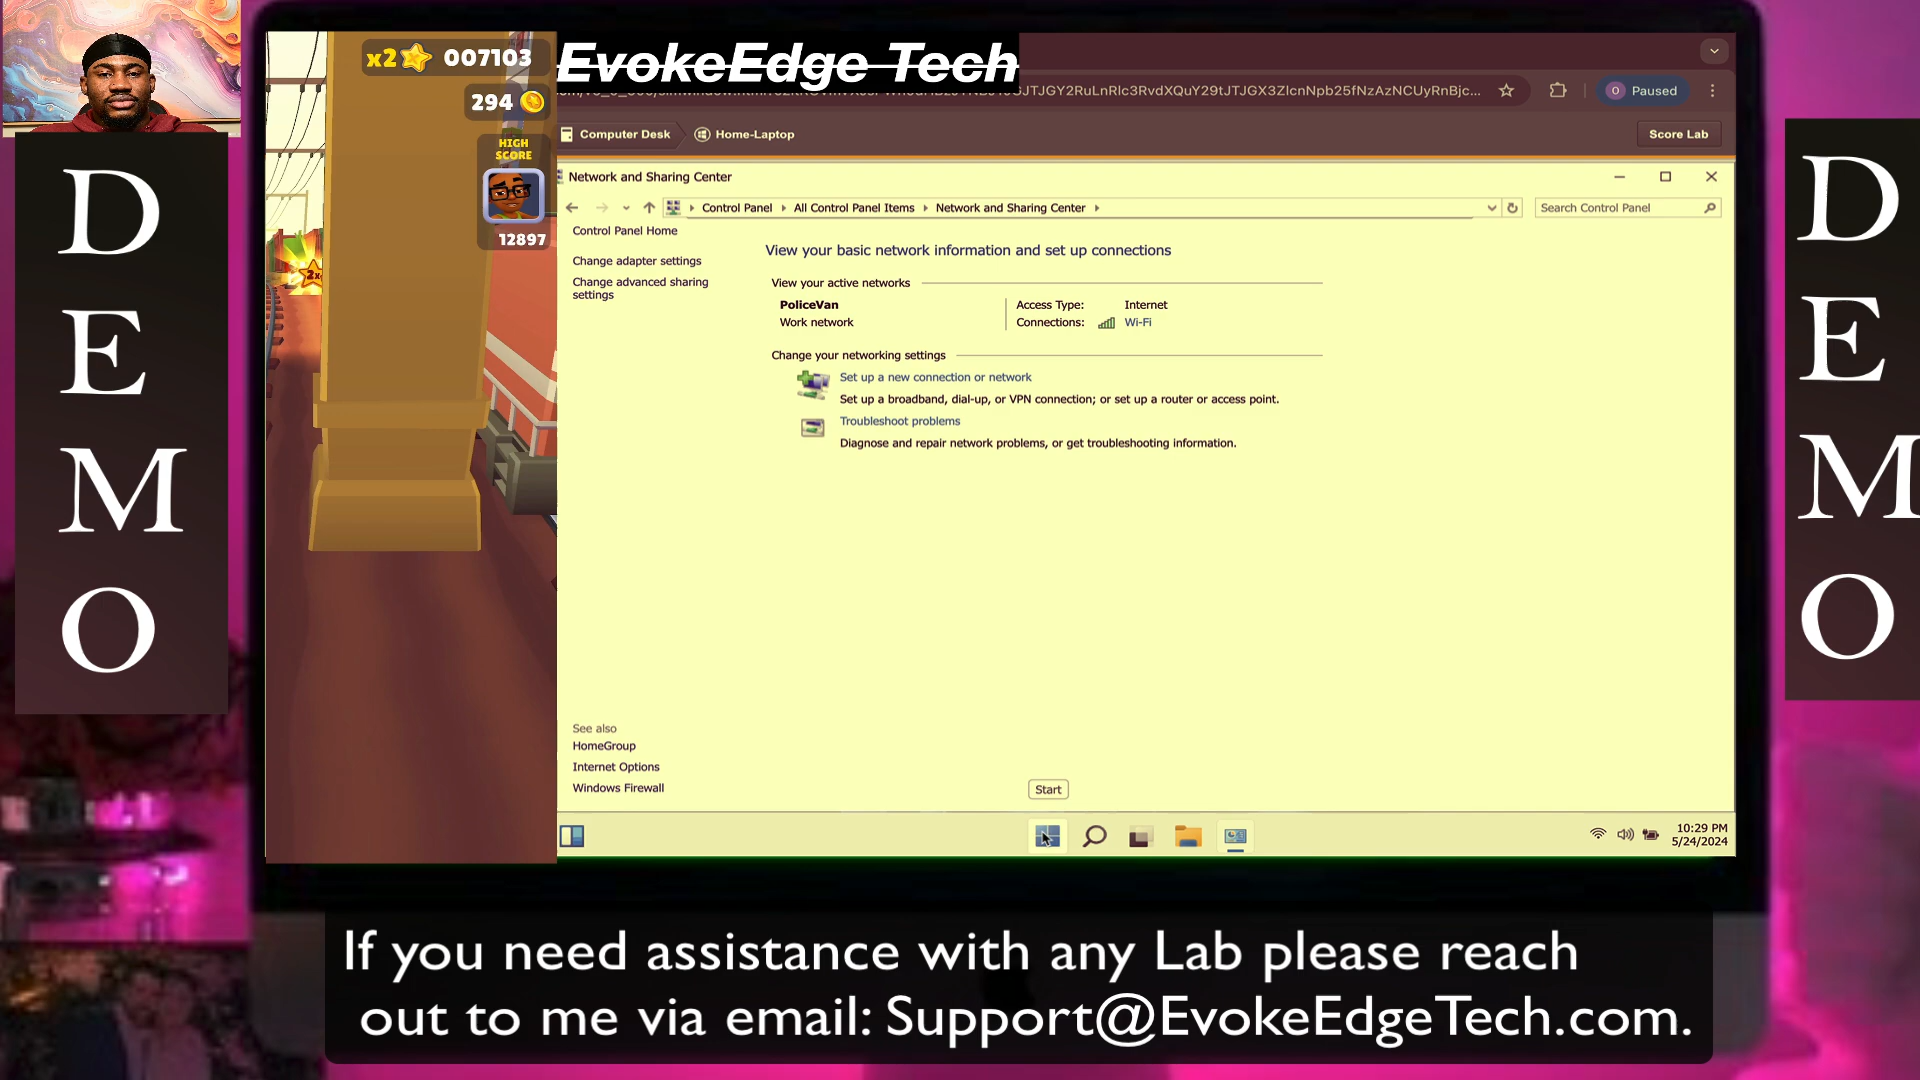 D
E
M
O
x2 007103
294
HIGH
SCORE
12897
2x
EvokeEdge Tech
Paused
O
Computer Desk
Home-Laptop
Score Lab
Network and Sharing Center
Control Panel
All Control Panel Items
Network and Sharing Center
Search Control Panel
Control Panel Home
Change adapter settings
Change advanced sharing
settings
View your basic network information and set up connections
View your active networks
PoliceVan
Work network
Access Type: Internet
Connections: Wi-Fi
Change your networking settings
Set up a new connection or network
Set up a broadband, dial-up, or VPN connection; or set up a router or access point.
Troubleshoot problems
Diagnose and repair network problems, or get troubleshooting information.
See also
HomeGroup
Internet Options
Windows Firewall
Start
10:29 PM
5/24/2024
D
E
M
O
If you need assistance with any Lab please reach
out to me via email: Support@EvokeEdgeTech.com.